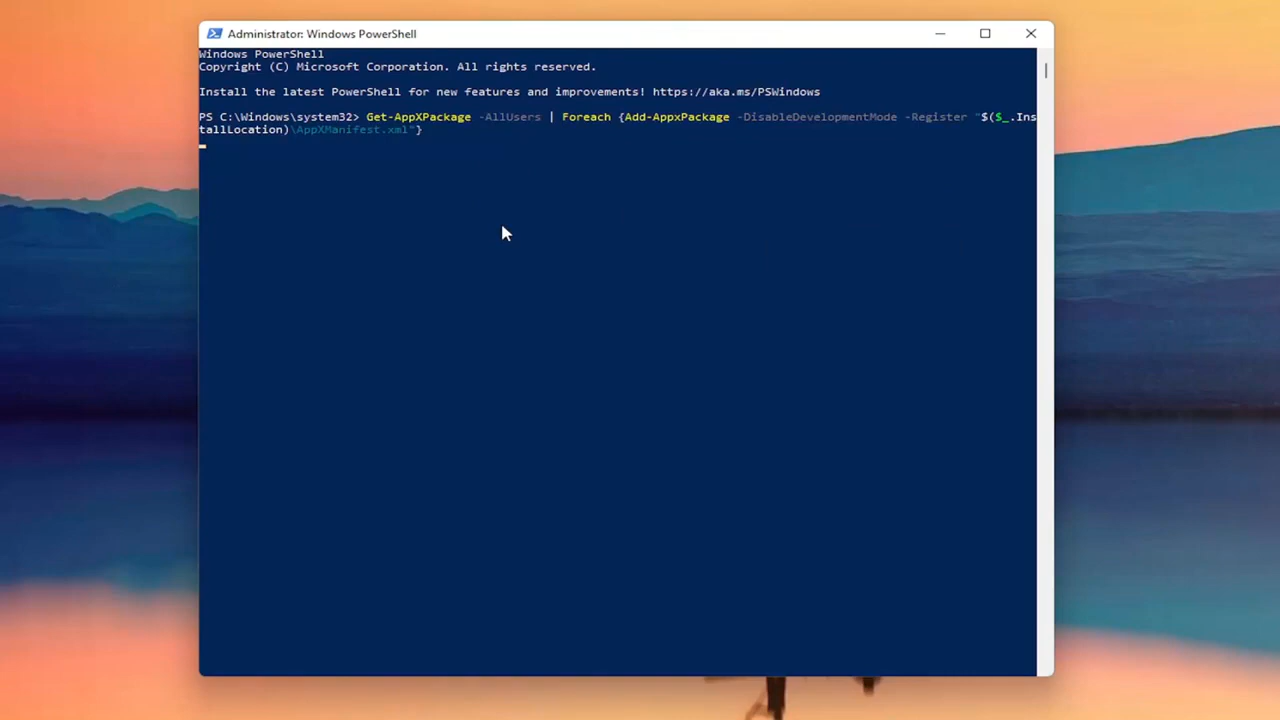 Administrator: Windows PowerShell
Windows PowerShell
Copyright (C) Microsoft Corporation. All rights reserved.
Install the latest PowerShell for new features and improvements! https://aka.ms/PSWindows
PS C:\Windows\system32> Get-AppXPackage -AllUsers | Foreach {Add-AppxPackage -DisableDevelopmentMode -Register "$($_.Ins
tallLocation)\AppXManifest.xml"}